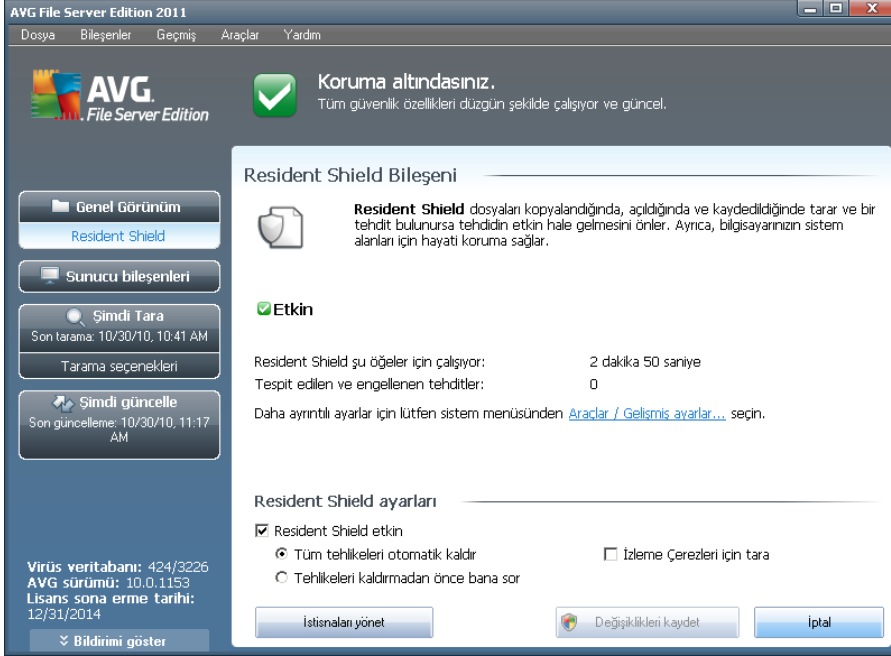 AVG File Server Edition 2011
Dosya Bileşenler Geçmiş Araçlar Yardım
AVG.
File Server Edition
Koruma altındasınız.
Tüm güvenlik özellikleri düzgün şekilde çalışıyor ve güncel.
Genel Görünüm
Resident Shield
Sunucu bileşenleri
Şimdi Tara
Son tarama: 10/30/10, 10:41 AM
Tarama seçenekleri
Şimdi güncelle
Son güncelleme: 10/30/10, 11:17
AM
Virüs veritabanı: 424/3226
AVG sürümü: 10.0.1153
Lisans sona erme tarihi:
12/31/2014
Bildirimi göster
Resident Shield Bileşeni
Resident Shield dosyaları kopyalandığında, açıldığında ve kaydedildiğinde tarar ve bir
tehdit bulunursa tehdidin etkin hale gelmesini önler. Ayrıca, bilgisayarınızın sistem
alanları için hayati koruma sağlar.
Etkin
Resident Shield şu öğeler için çalışıyor: 2 dakika 50 saniye
Tespit edilen ve engellenen tehditler: 0
Daha ayrıntılı ayarlar için lütfen sistem menüsünden Araçlar / Gelişmiş ayarlar... seçin.
Resident Shield ayarları
Resident Shield etkin
Tüm tehlikeleri otomatik kaldır İzleme Çerezleri için tara
Tehlikeleri kaldırmadan önce bana sor
İstisnaları yönet Değişiklikleri kaydet İptal